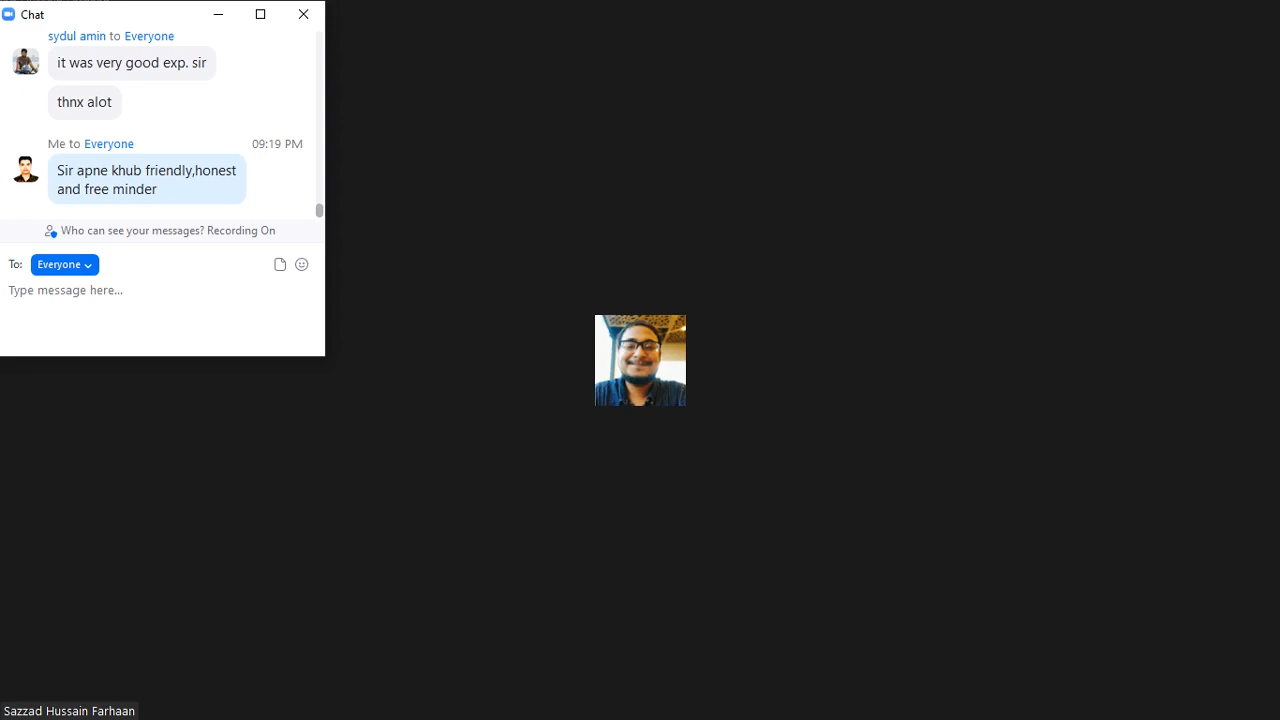 Chat
sydul amin to Everyone
it was very good exp. sir
thnx alot
Me to Everyone 09:19 PM
Sir apne khub friendly,honest
and free minder
Who can see your messages? Recording On
To: Everyone
Type message here...
Sazzad Hussain Farhaan